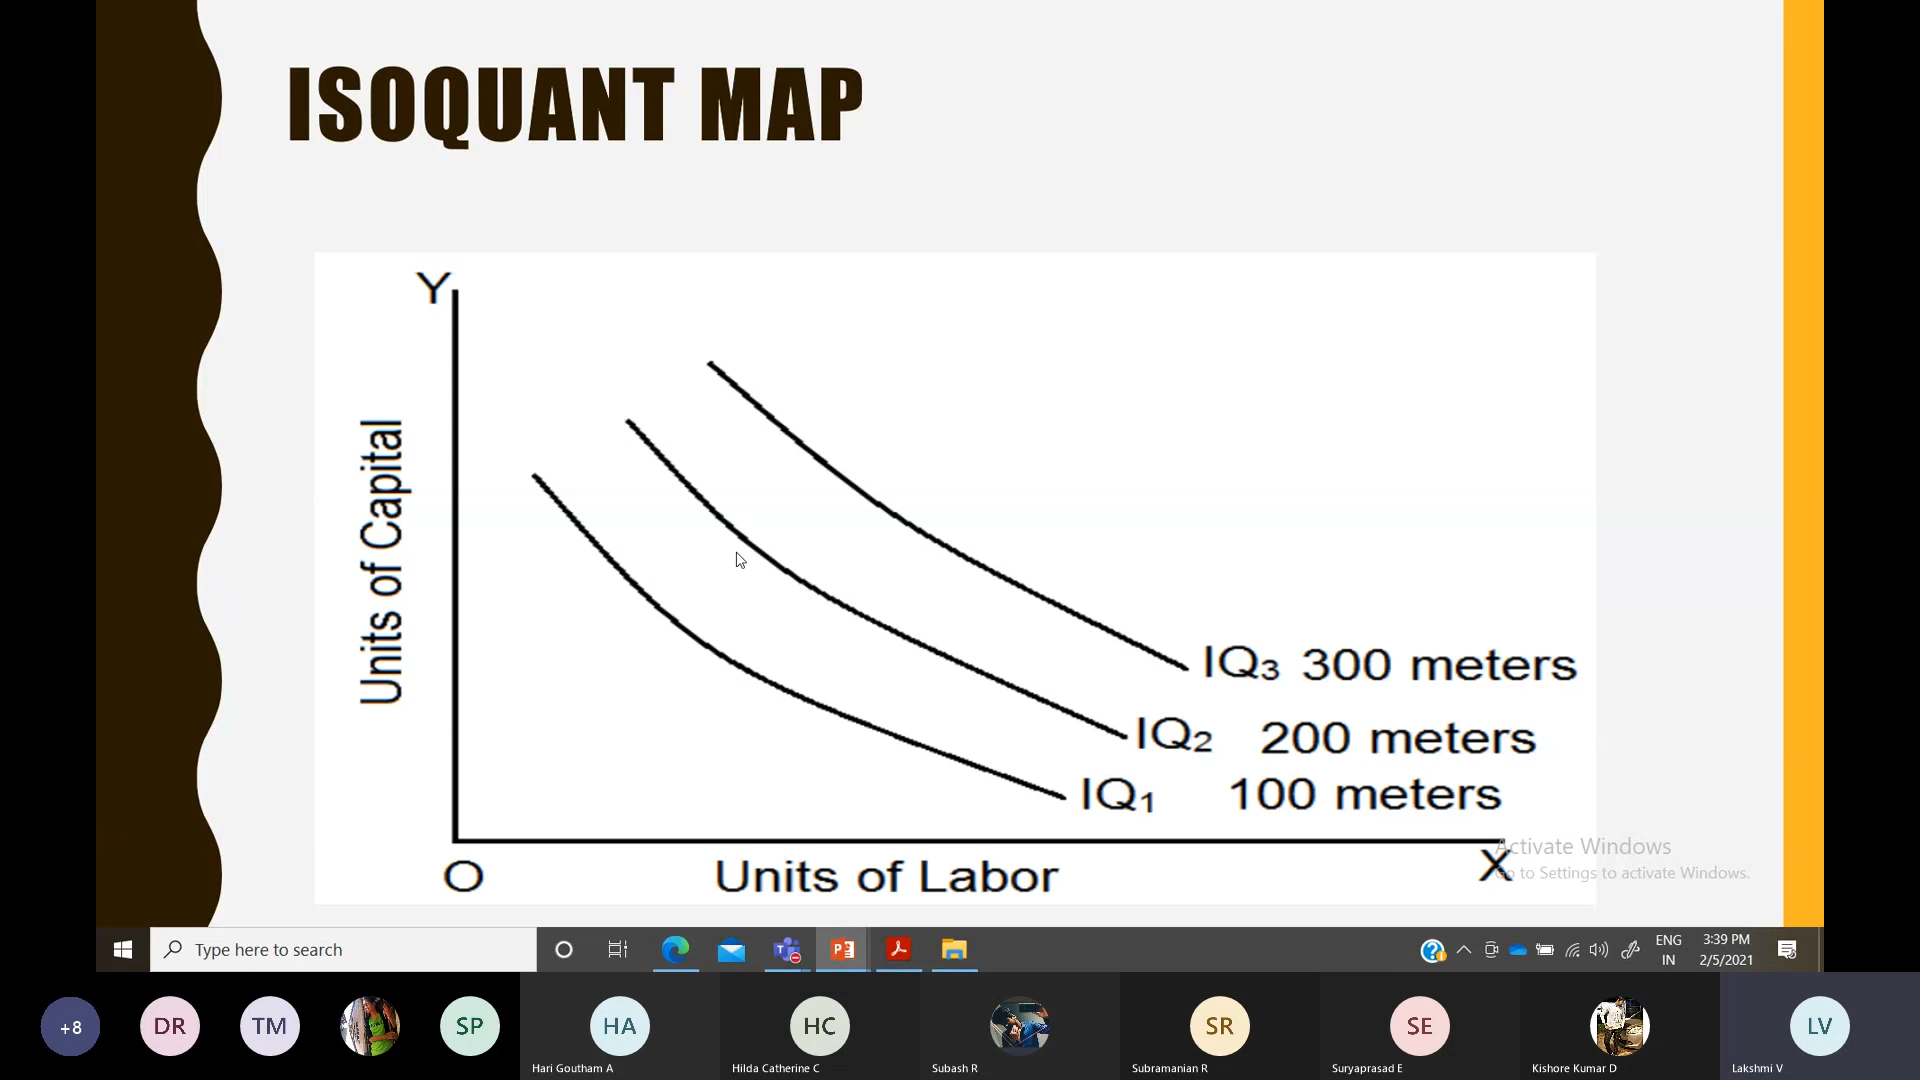 ISOQUANT MAP
Y
Units of Capital
IQ3 300 meters
IQ2 200 meters
IQ1 100 meters
O
Units of Labor
X
Activate Windows
Go to Settings to activate Windows.
Type here to search
ENG
IN
3:39 PM
2/5/2021
+8
DR
TM
SP
HA
HC
SR
SE
LV
Hari Goutham A
Hilda Catherine C
Subash R
Subramanian R
Suryaprasad E
Kishore Kumar D
Lakshmi V